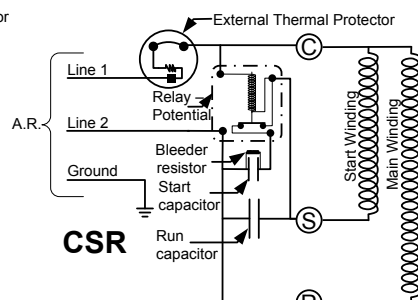 or
External Thermal Protector
C
Line 1
Relay –
Potential
A.R.
Line 2
Bleeder
resistor
Ground
Start
capacitor
Start Winding
Main Winding
S
CSR
Run
capacitor